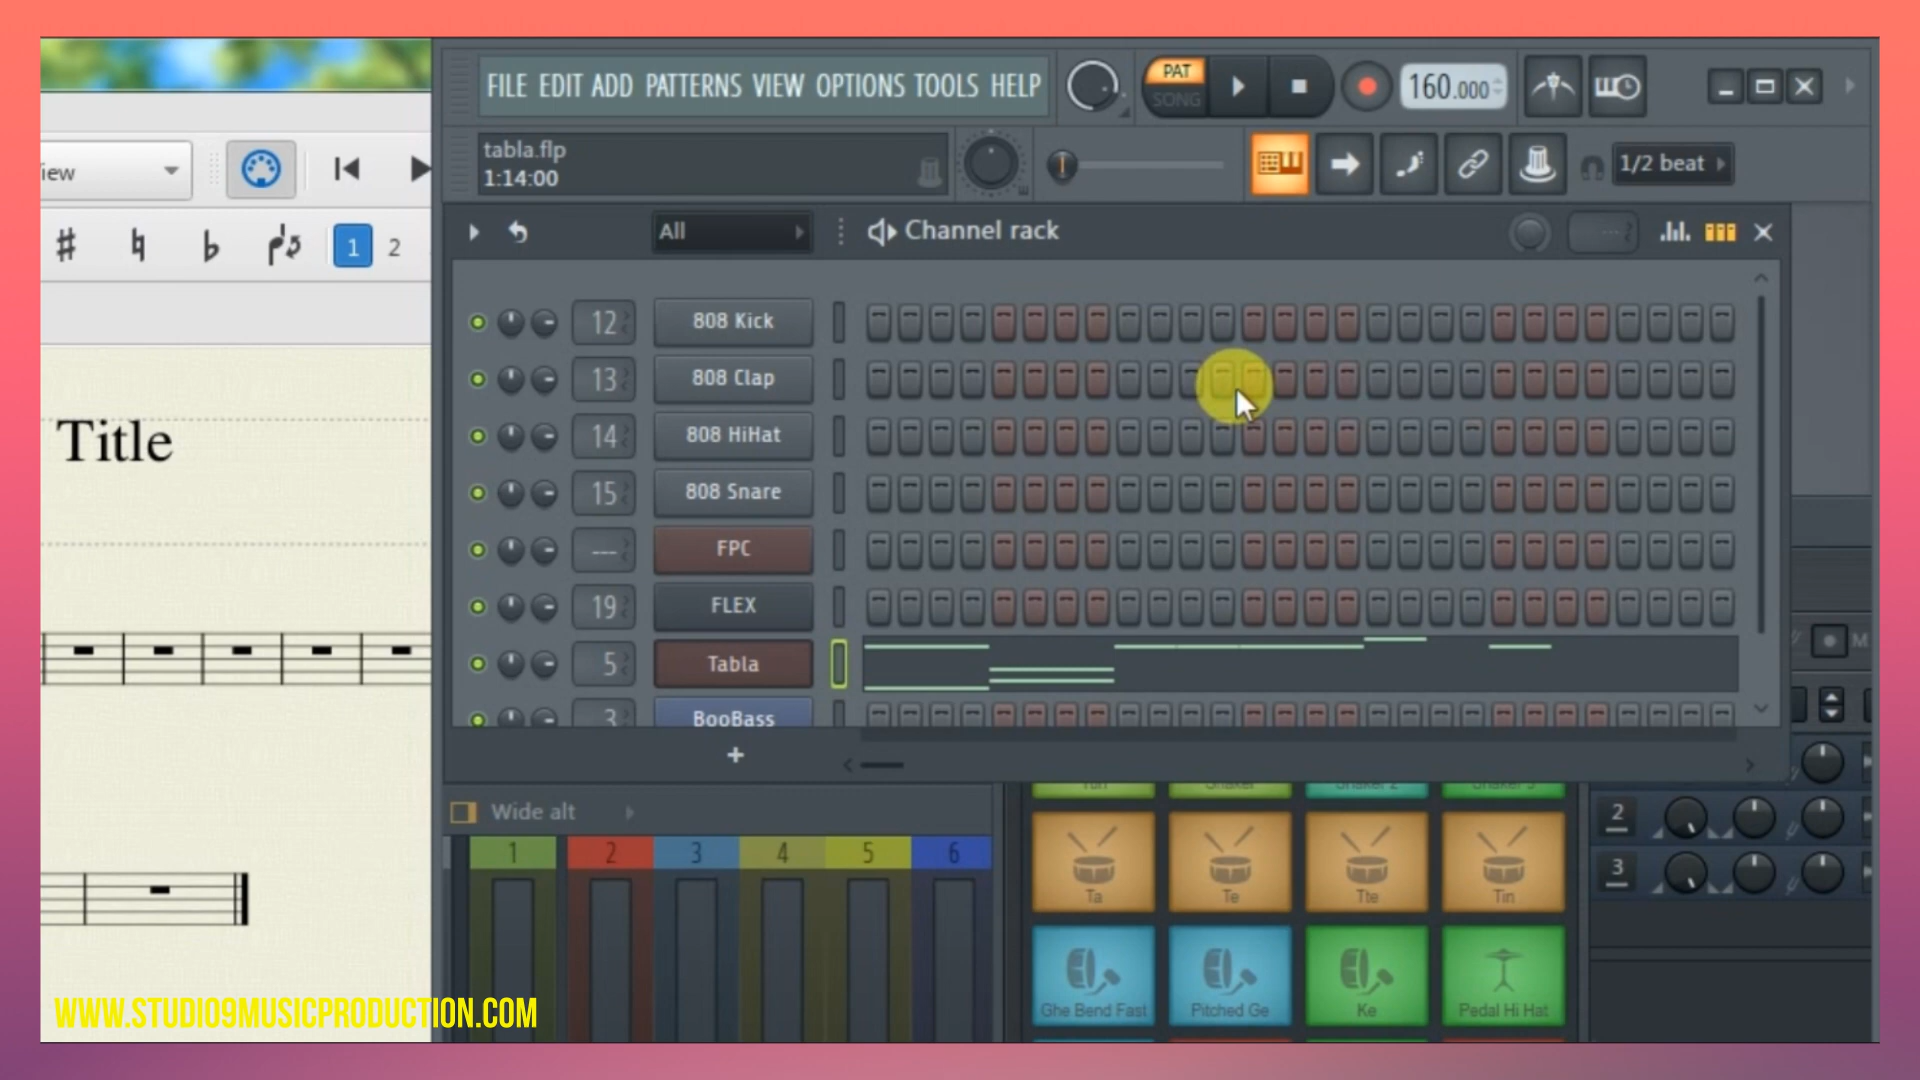 FILE EDIT ADD PATTERNS VIEW OPTIONS TOOLS HELP
PAT
SONG
160.000
tabla.flp
1:14:00
1/2 beat
iew
1 2
All
Channel rack
12 808 Kick
13 808 Clap
14 808 HiHat
15 808 Snare
--- FPC
19 FLEX
5 Tabla
3 BooBass
+
M
Title
Wide alt
1 2 3 4 5 6
Shaker 2
2
3
Ta Te Tte Tin
Ghe Bend Fast Pitched Ge Ke Pedal Hi Hat
WWW.STUDIO9MUSICPRODUCTION.COM